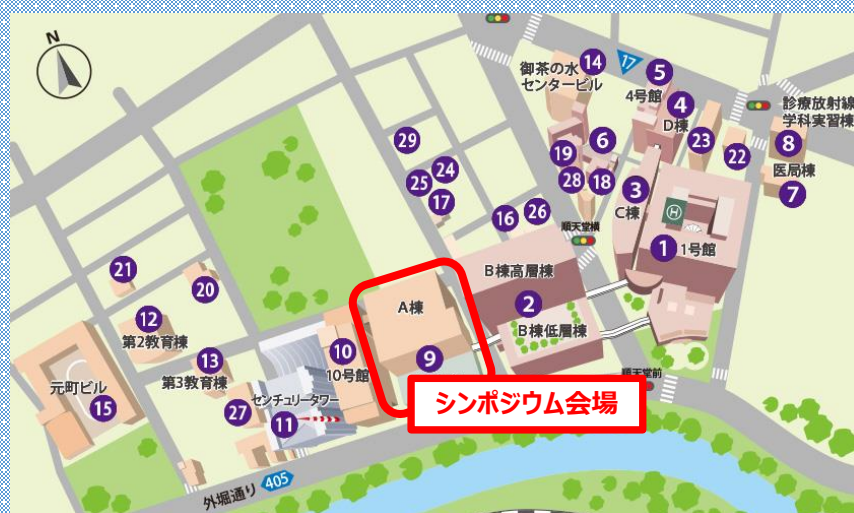 N
御茶の水
センタービル
14
17
5
4号館
4
D棟
診療放射線
学科実習棟
8
医局棟
7
23
22
29
24
25
17
6
19
28
18
3
C棟
H
1
1号館
16
26
順天堂横
B棟高層棟
2
B棟低層棟
順天堂前
21
20
12
第2教育棟
13
第3教育棟
A棟
9
10
10号館
元町ビル
15
27
センチュリータワー
11
シンポジウム会場
外堀通り
405